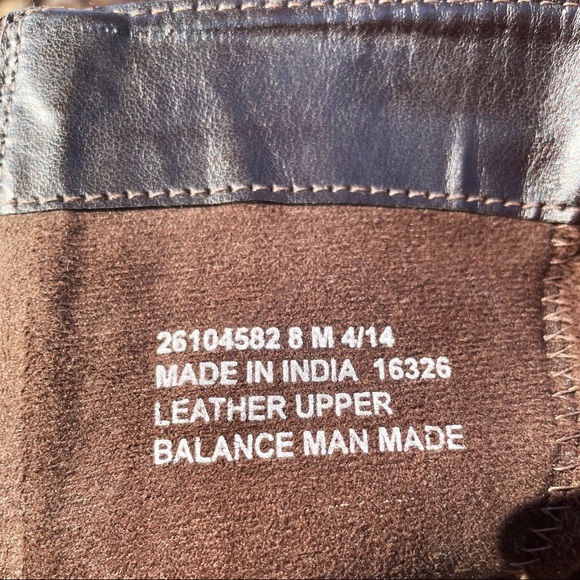 26104582 8 M 4/14
MADE IN INDIA 16326
LEATHER UPPER
BALANCE MAN MADE